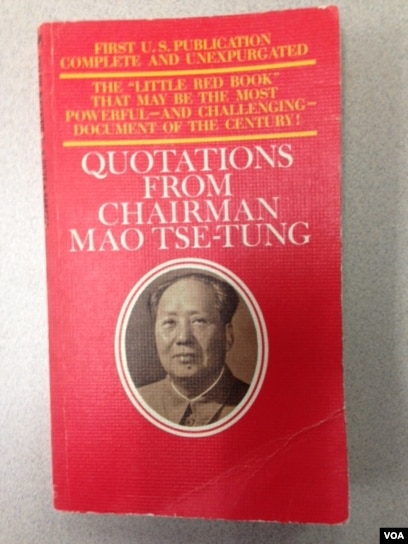 FIRST U.S. PUBLICATION
COMPLETE AND UNEXPURGATED
THE "LITTLE RED BOOK"
THAT MAY BE THE MOST
POWERFUL—AND CHALLENGING—
DOCUMENT OF THE CENTURY!
QUOTATIONS
FROM
CHAIRMAN
MAO TSE-TUNG
VOA